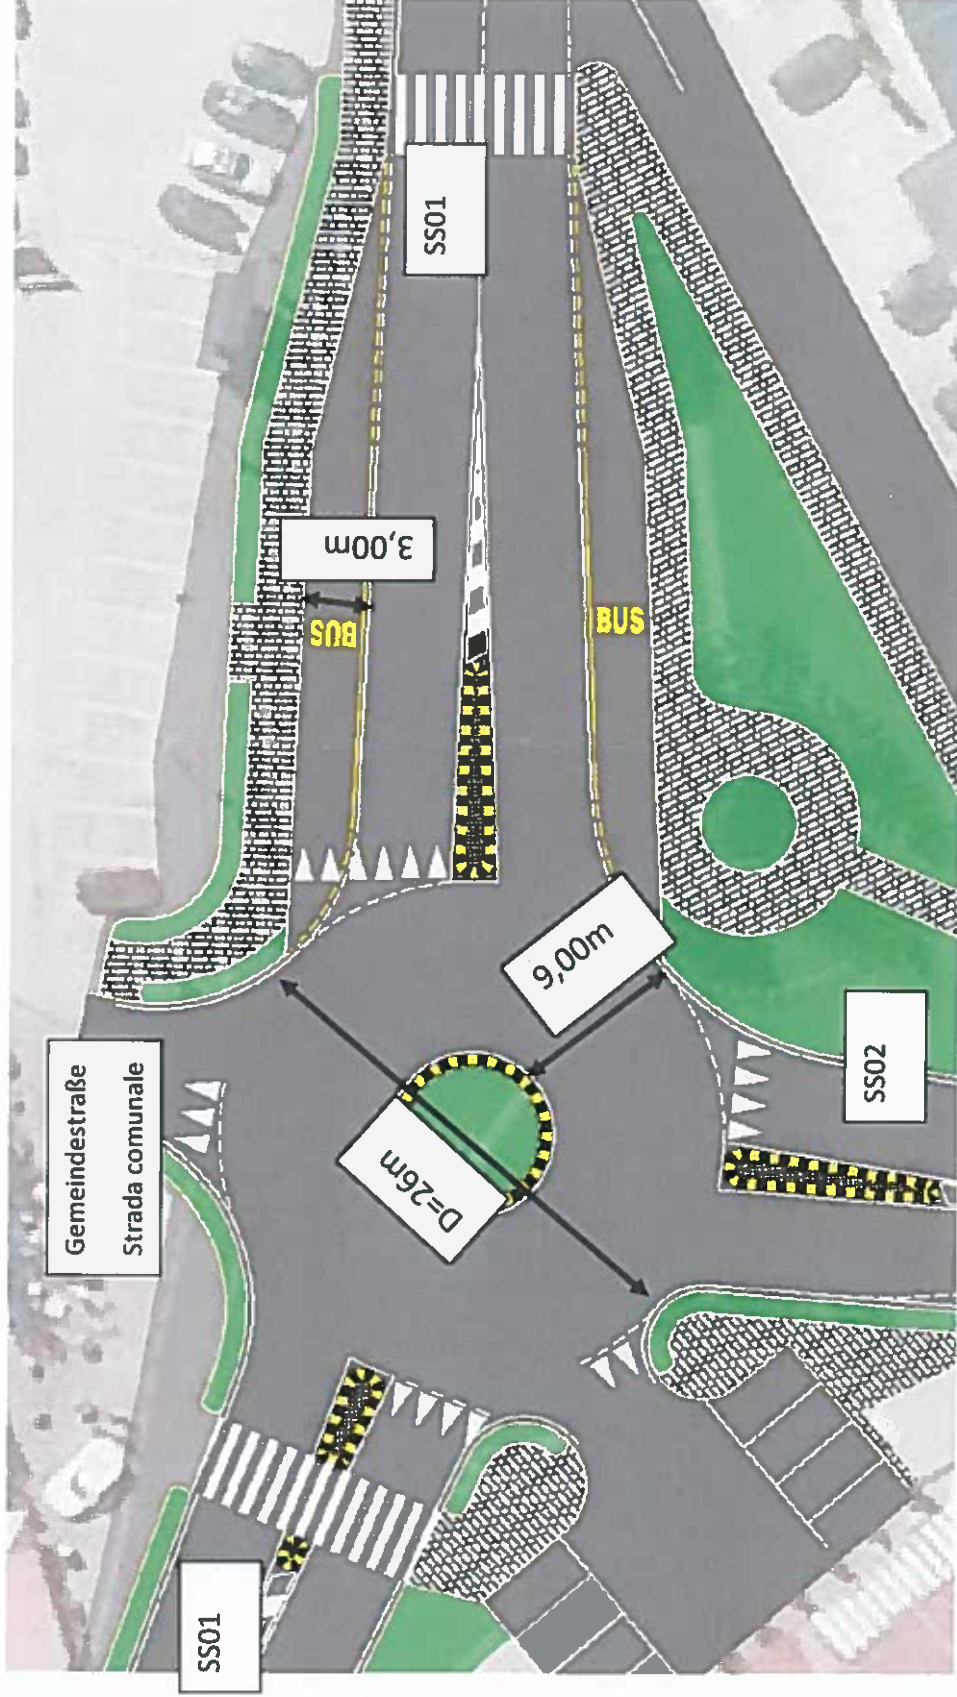 SS01
3,00m
BUS
BUS
9,00m
Gemeindestraße
Strada comunale
D=26m
SS02
SS01